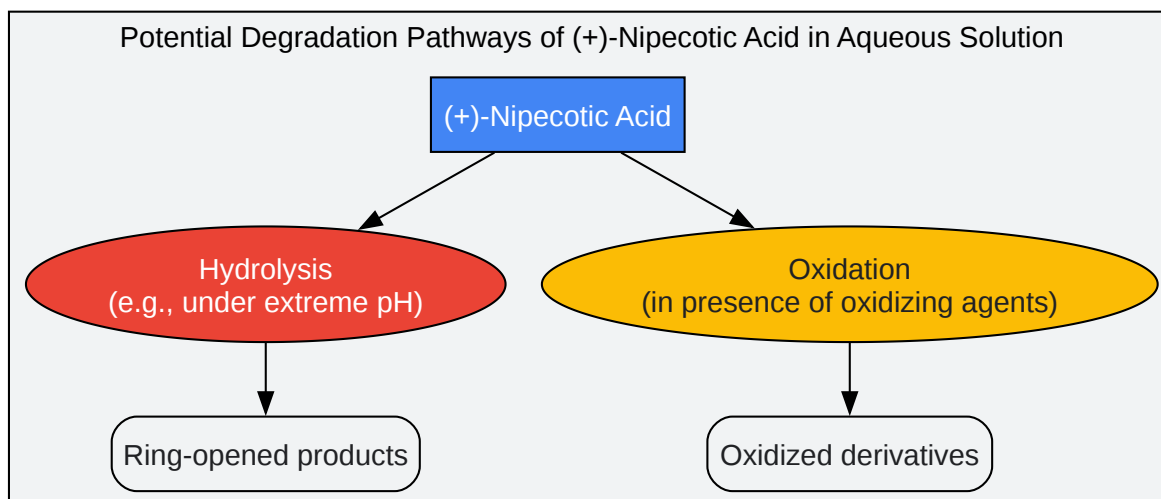 Potential Degradation Pathways of (+)-Nipecotic Acid in Aqueous Solution
(+)-Nipecotic Acid
Hydrolysis
(e.g., under extreme pH)
Oxidation
(in presence of oxidizing agents)
Ring-opened products
Oxidized derivatives